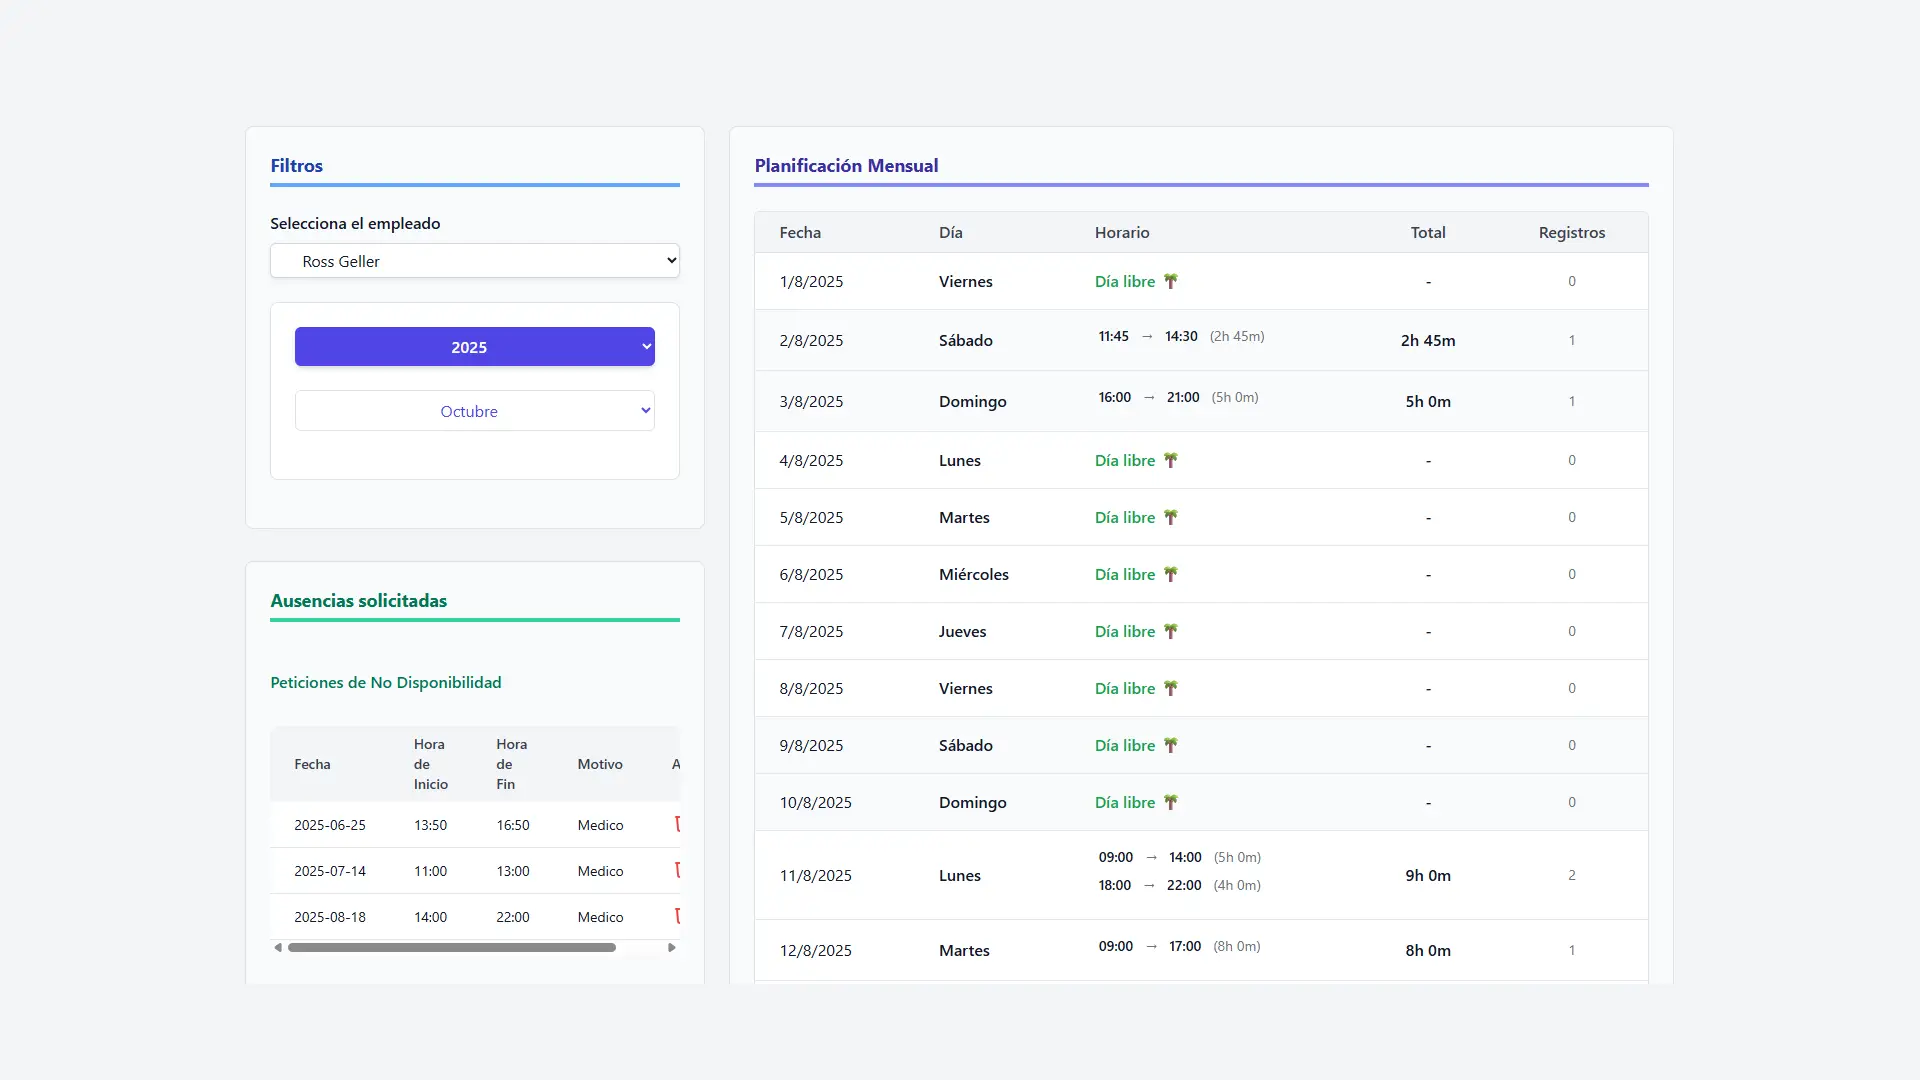 Filtros
Selecciona el empleado
Ross Geller
2025
Octubre
Ausencias solicitadas
Peticiones de No Disponibilidad
Fecha Hora de Inicio Hora de Fin Motivo A
2025-06-25 13:50 16:50 Medico
2025-07-14 11:00 13:00 Medico
2025-08-18 14:00 22:00 Medico
Planificación Mensual
Fecha Día Horario Total Registros
1/8/2025 Viernes Día libre 🌴 - 0
2/8/2025 Sábado 11:45 → 14:30 (2h 45m) 2h 45m 1
3/8/2025 Domingo 16:00 → 21:00 (5h 0m) 5h 0m 1
4/8/2025 Lunes Día libre 🌴 - 0
5/8/2025 Martes Día libre 🌴 - 0
6/8/2025 Miércoles Día libre 🌴 - 0
7/8/2025 Jueves Día libre 🌴 - 0
8/8/2025 Viernes Día libre 🌴 - 0
9/8/2025 Sábado Día libre 🌴 - 0
10/8/2025 Domingo Día libre 🌴 - 0
11/8/2025 Lunes 09:00 → 14:00 (5h 0m) 9h 0m 2
18:00 → 22:00 (4h 0m)
12/8/2025 Martes 09:00 → 17:00 (8h 0m) 8h 0m 1